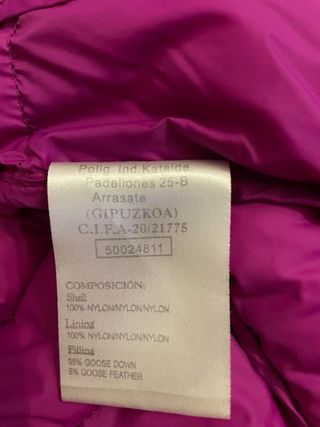 Polig. Ind Kataida
Padellones 25-B
Arrasate
(GIPUZKOA)
C.I.F.A-20/21775
50024811
COMPOSICIÓN:
Shell
100% NYLON/NYLON/NYLON
Lining
100% NYLON/NYLON/NYLON
Filling
95% GOOSE DOWN
5% GOOSE FEATHER